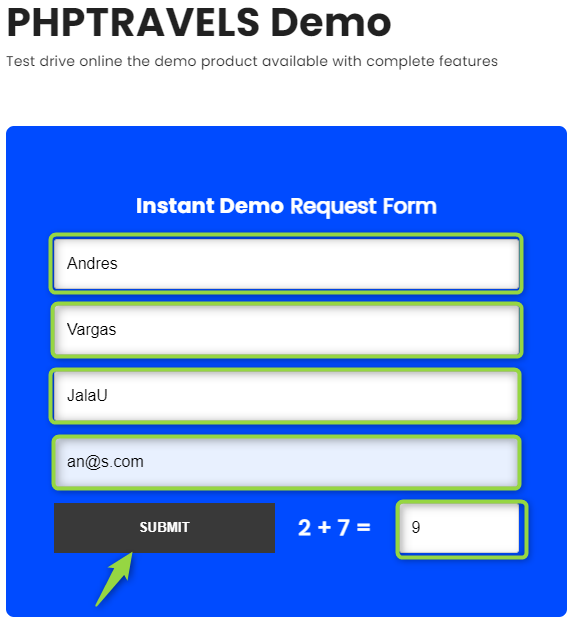 PHPTRAVELS Demo
Test drive online the demo product available with complete features
Instant Demo Request Form
Andres
Vargas
JalaU
an@s.com
SUBMIT 2 + 7 = 9